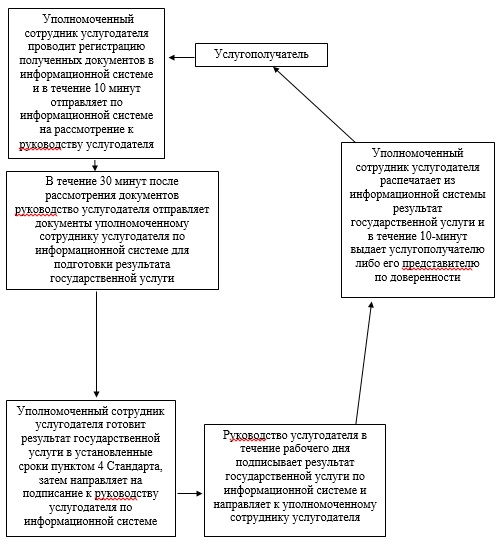 Услугополучатель
Уполномоченный
сотрудник услугодателя
проводит регистрацию
полученных документов в
информационной системе
и в течение 10 минут
отправляет по
информационной системе
на рассмотрение к
руководству услугодателя
В течение 30 минут после
рассмотрения документов
руководство услугодателя отправляет
документы уполномоченному
сотруднику услугодателя по
информационной системе для
подготовки результата
государственной услуги
Уполномоченный сотрудник
услугодателя готовит
результат государственной
услуги в установленные
сроки пунктом 4 Стандарта,
затем направляет на
подписание к руководству
услугодателя по
информационной системе
Руководство услугодателя в
течение рабочего дня
подписывает результат
государственной услуги по
информационной системе и
направляет к уполномоченному
сотруднику услугодателя
Уполномоченный
сотрудник услугодателя
распечатает из
информационной системы
результат
государственной услуги и
в течение 10-минут
выдает услугополучателю
либо его представителю
по доверенности